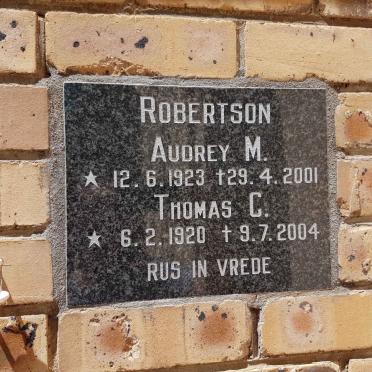 ROBERTSON
AUDREY M.
★ 12.6.1923 †29.4.2001
THOMAS C.
★ 6.2.1920 † 9.7.2004
RUS IN VREDE